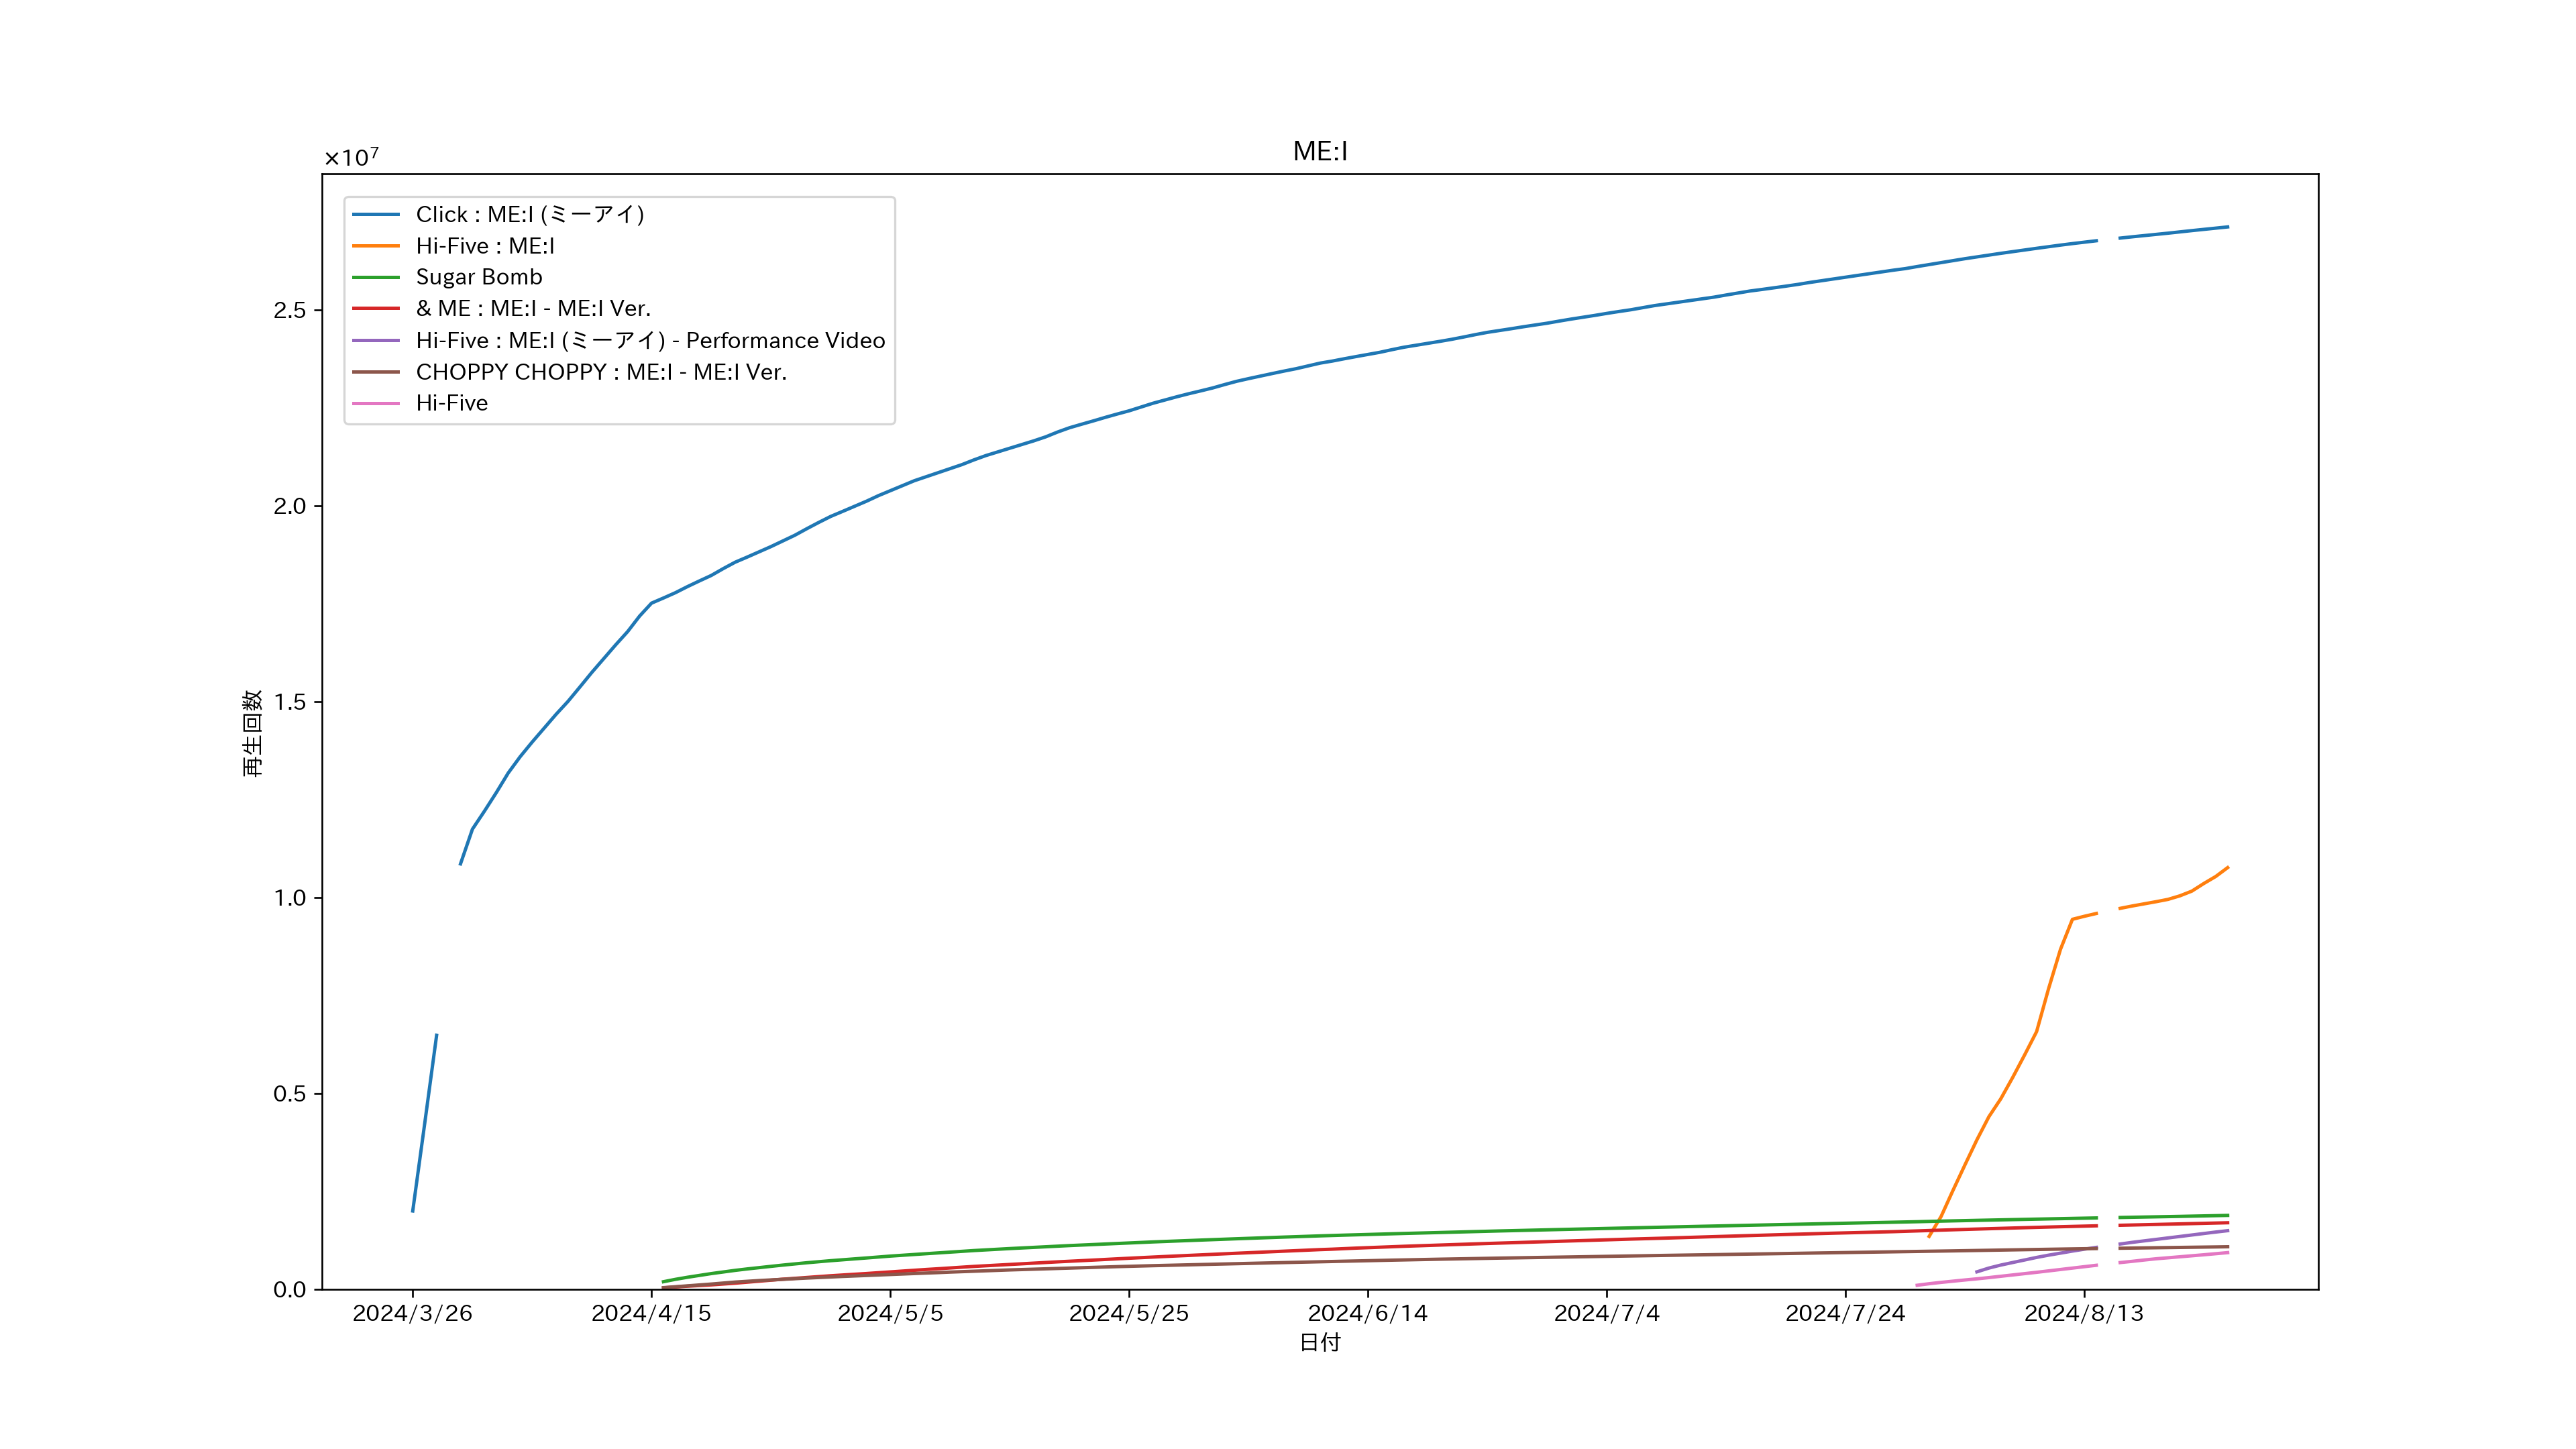 ME:I
×10⁷
Click : ME:I (ミーアイ)
Hi-Five : ME:I
Sugar Bomb
& ME : ME:I - ME:I Ver.
Hi-Five : ME:I (ミーアイ) - Performance Video
CHOPPY CHOPPY : ME:I - ME:I Ver.
Hi-Five
2.5
2.0
1.5
1.0
0.5
0.0
再生回数
2024/3/26 2024/4/15 2024/5/5 2024/5/25 2024/6/14 2024/7/4 2024/7/24 2024/8/13
日付